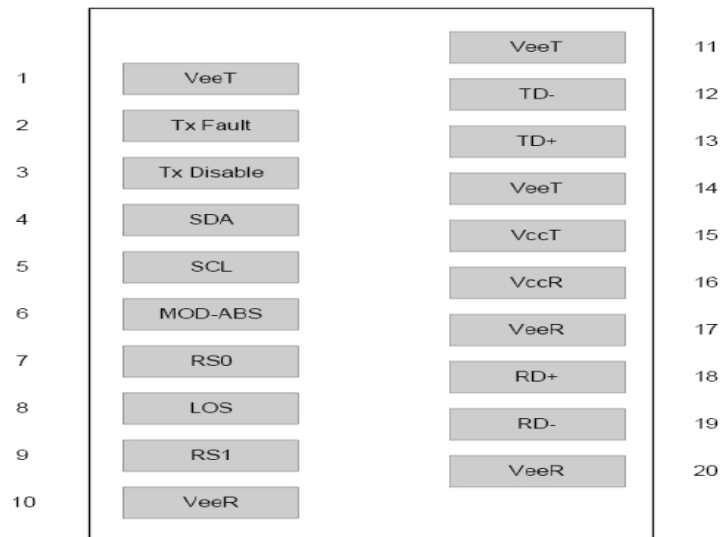 VeeT 11
1 VeeT
TD- 12
2 Tx Fault
TD+ 13
3 Tx Disable
VeeT 14
4 SDA
VccT 15
5 SCL
VccR 16
6 MOD-ABS
VeeR 17
7 RS0
RD+ 18
8 LOS
RD- 19
9 RS1
VeeR 20
10 VeeR